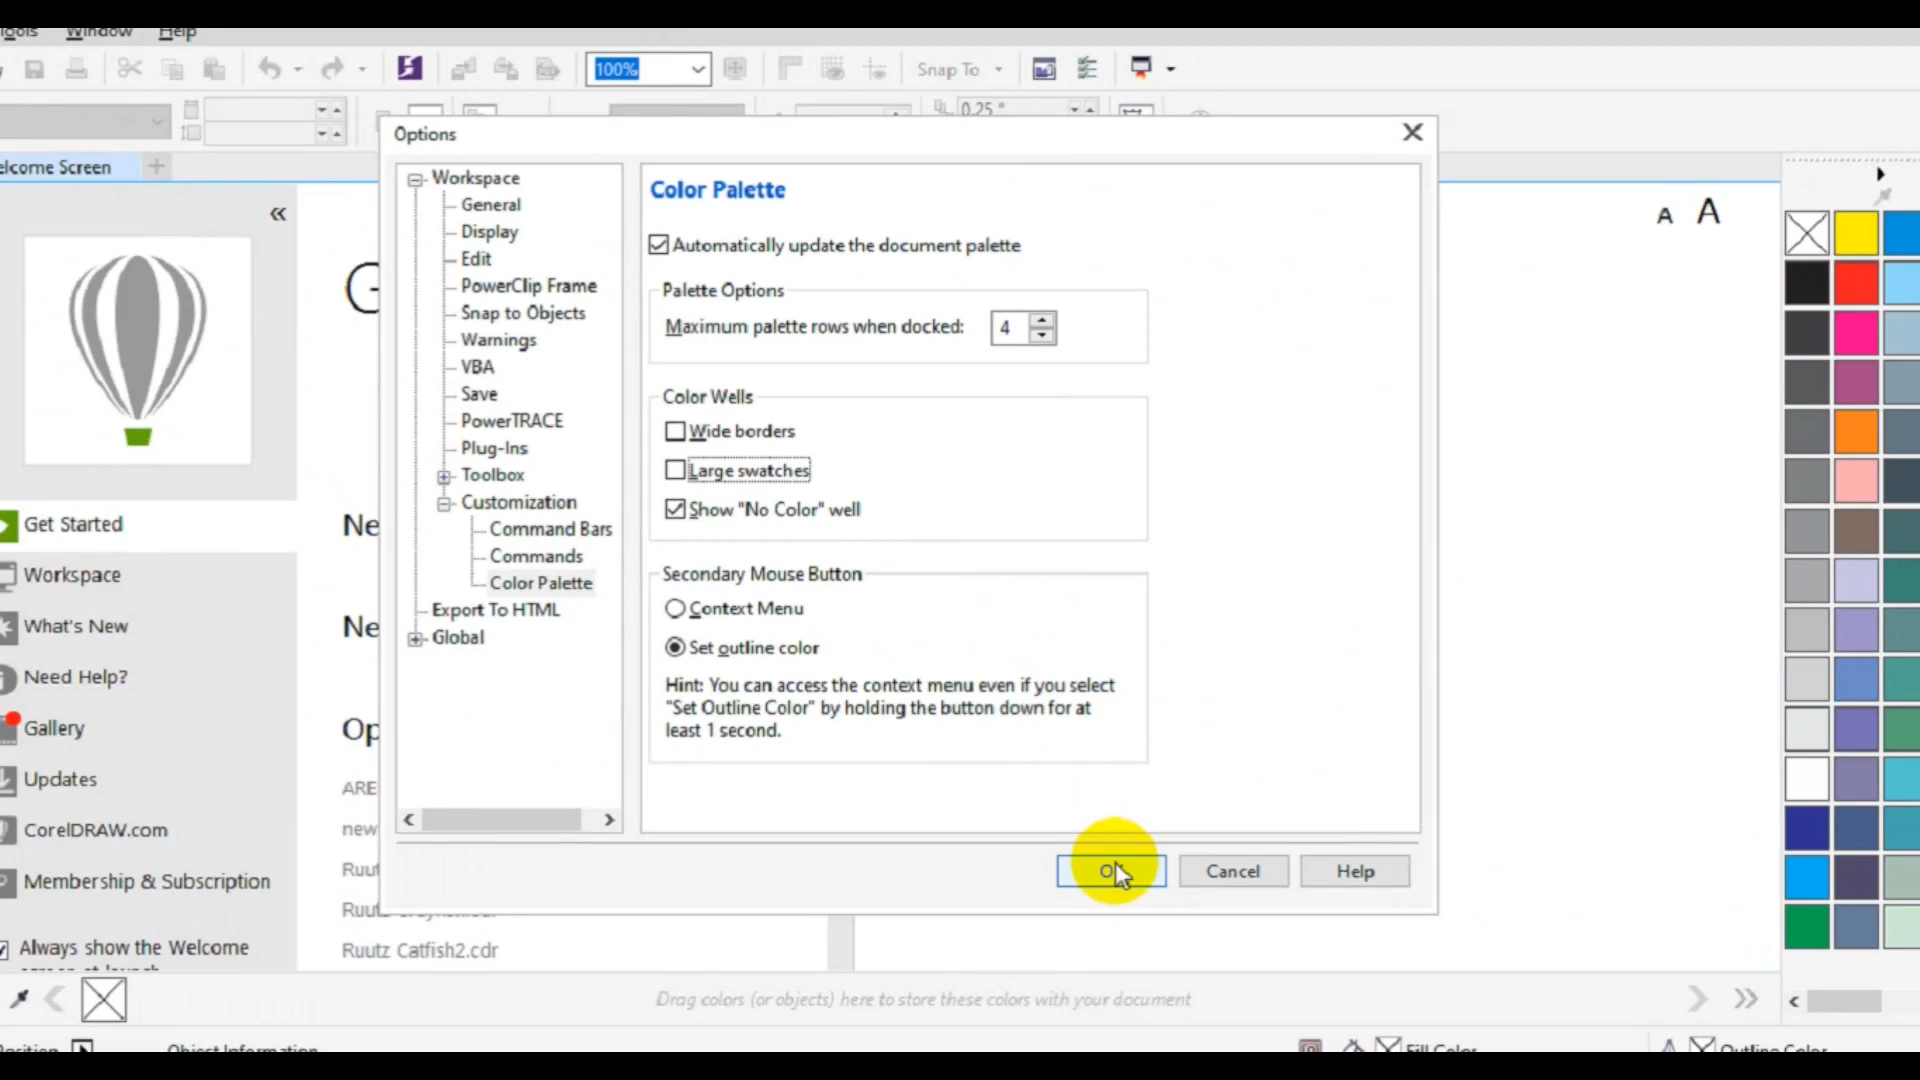 Tools Window Help
100%
Snap To
0.25 "
Options
Welcome Screen
Workspace
General
Display
Edit
PowerClip Frame
Snap to Objects
Warnings
VBA
Save
PowerTRACE
Plug-Ins
Toolbox
Customization
Command Bars
Commands
Color Palette
Export To HTML
Global
Color Palette
Automatically update the document palette
Palette Options
Maximum palette rows when docked: 4
Color Wells
Wide borders
Large swatches
Show "No Color" well
Secondary Mouse Button
Context Menu
Set outline color
Hint: You can access the context menu even if you select
"Set Outline Color" by holding the button down for at
least 1 second.
Cancel
Help
A A
G
Get Started
Workspace
What's New
Need Help?
Gallery
Updates
CorelDRAW.com
Membership & Subscription
Always show the Welcome
Ne
Ne
Op
ARE
new
Ruut
Ruutz Catfish2.cdr
Drag colors (or objects) here to store these colors with your document
Object Information
Fill Color
Outline Color